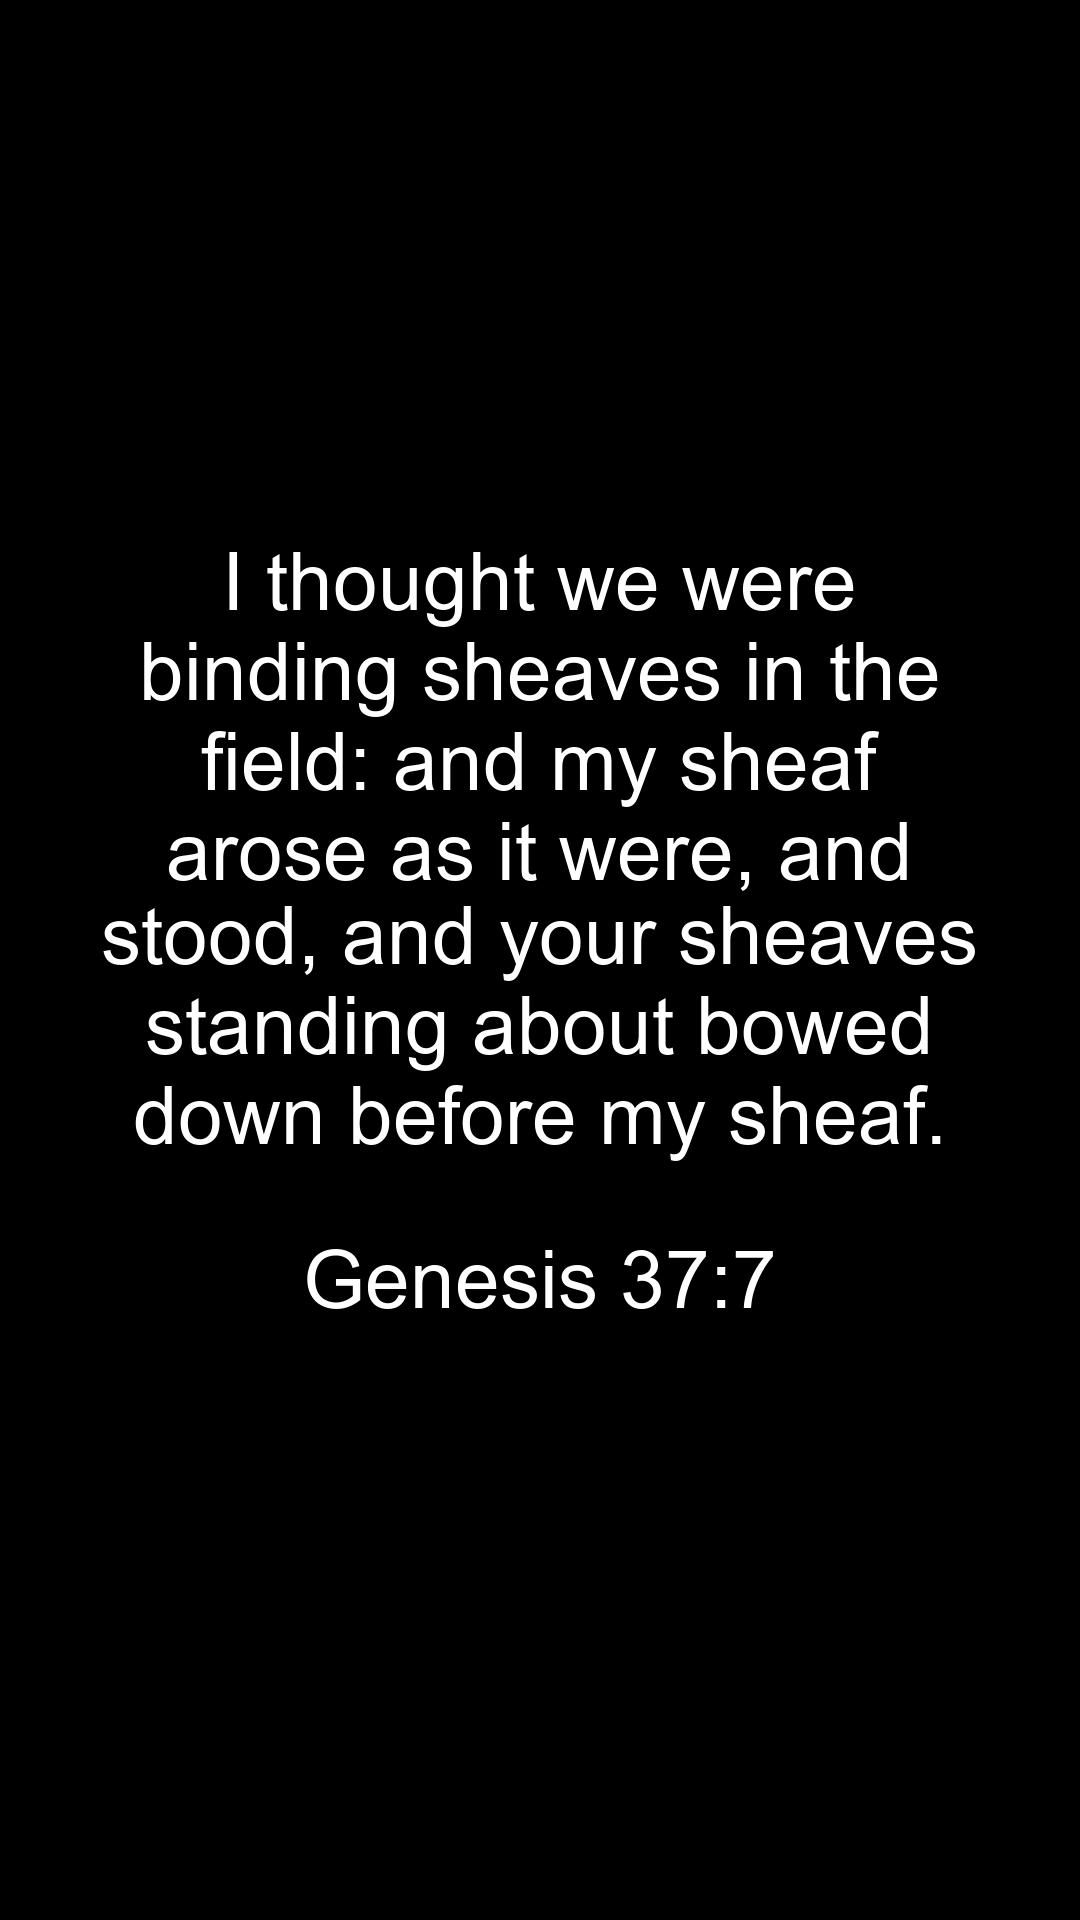 I thought we were
binding sheaves in the
field: and my sheaf
arose as it were, and
stood, and your sheaves
standing about bowed
down before my sheaf.
Genesis 37:7